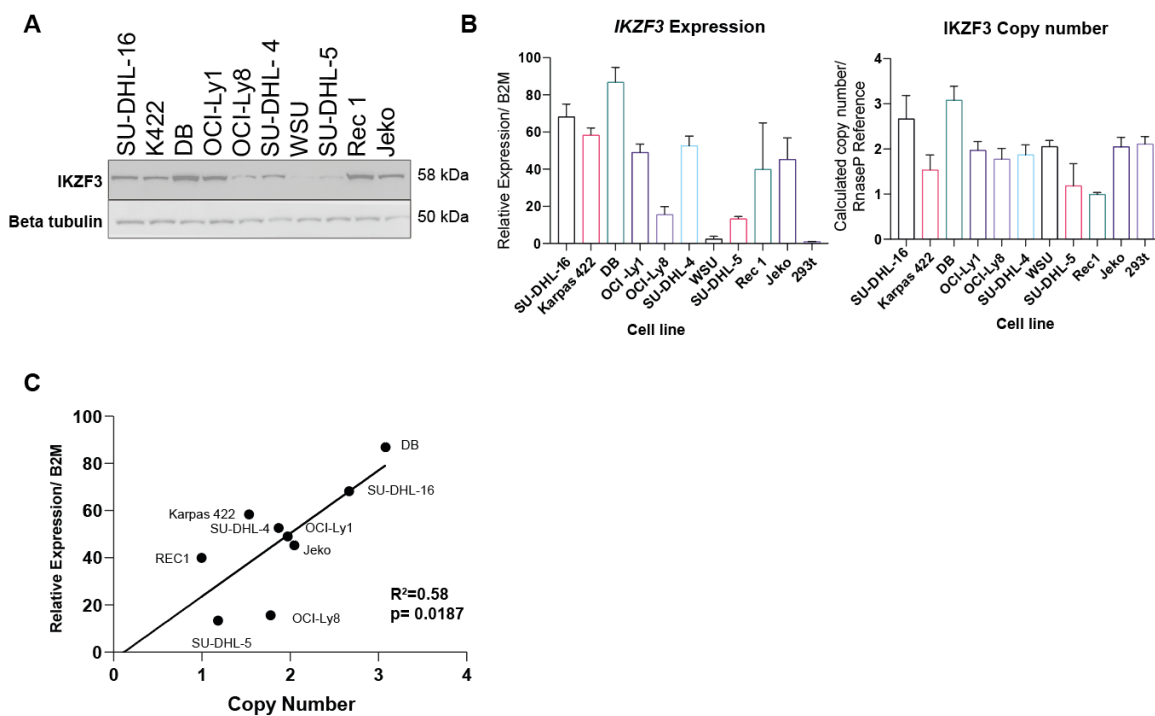 A
SU-DHL-16
K422
DB
OCI-Ly1
OCI-Ly8
SU-DHL- 4
WSU
SU-DHL-5
Rec 1
Jeko
IKZF3
58 kDa
Beta tubulin
50 kDa
B
IKZF3 Expression
Relative Expression/ B2M
100
80
60
40
20
0
SU-DHL-16
Karpas 422
DB
OCI -Ly1
OCI-Ly8
SU-DHL-4
WSU
SU-DHL-5
Rec 1
Jeko
293t
Cell line
IKZF3 Copy number
Calculated copy number/
RnaseP Reference
4
3
2
1
0
SU-DHL-16
Karpas 422
DB
OCI-Ly1
OCI-Ly8
SU-DHL-4
WSU
SU-DHL-5
Rec1
Jeko
293t
Cell line
C
Relative Expression/ B2M
100
80
60
40
20
0
DB
SU-DHL-16
Karpas 422
SU-DHL-4
OCI-Ly1
Jeko
REC1
OCI-Ly8
SU-DHL-5
R²=0.58
p= 0.0187
0
1
2
3
4
Copy Number